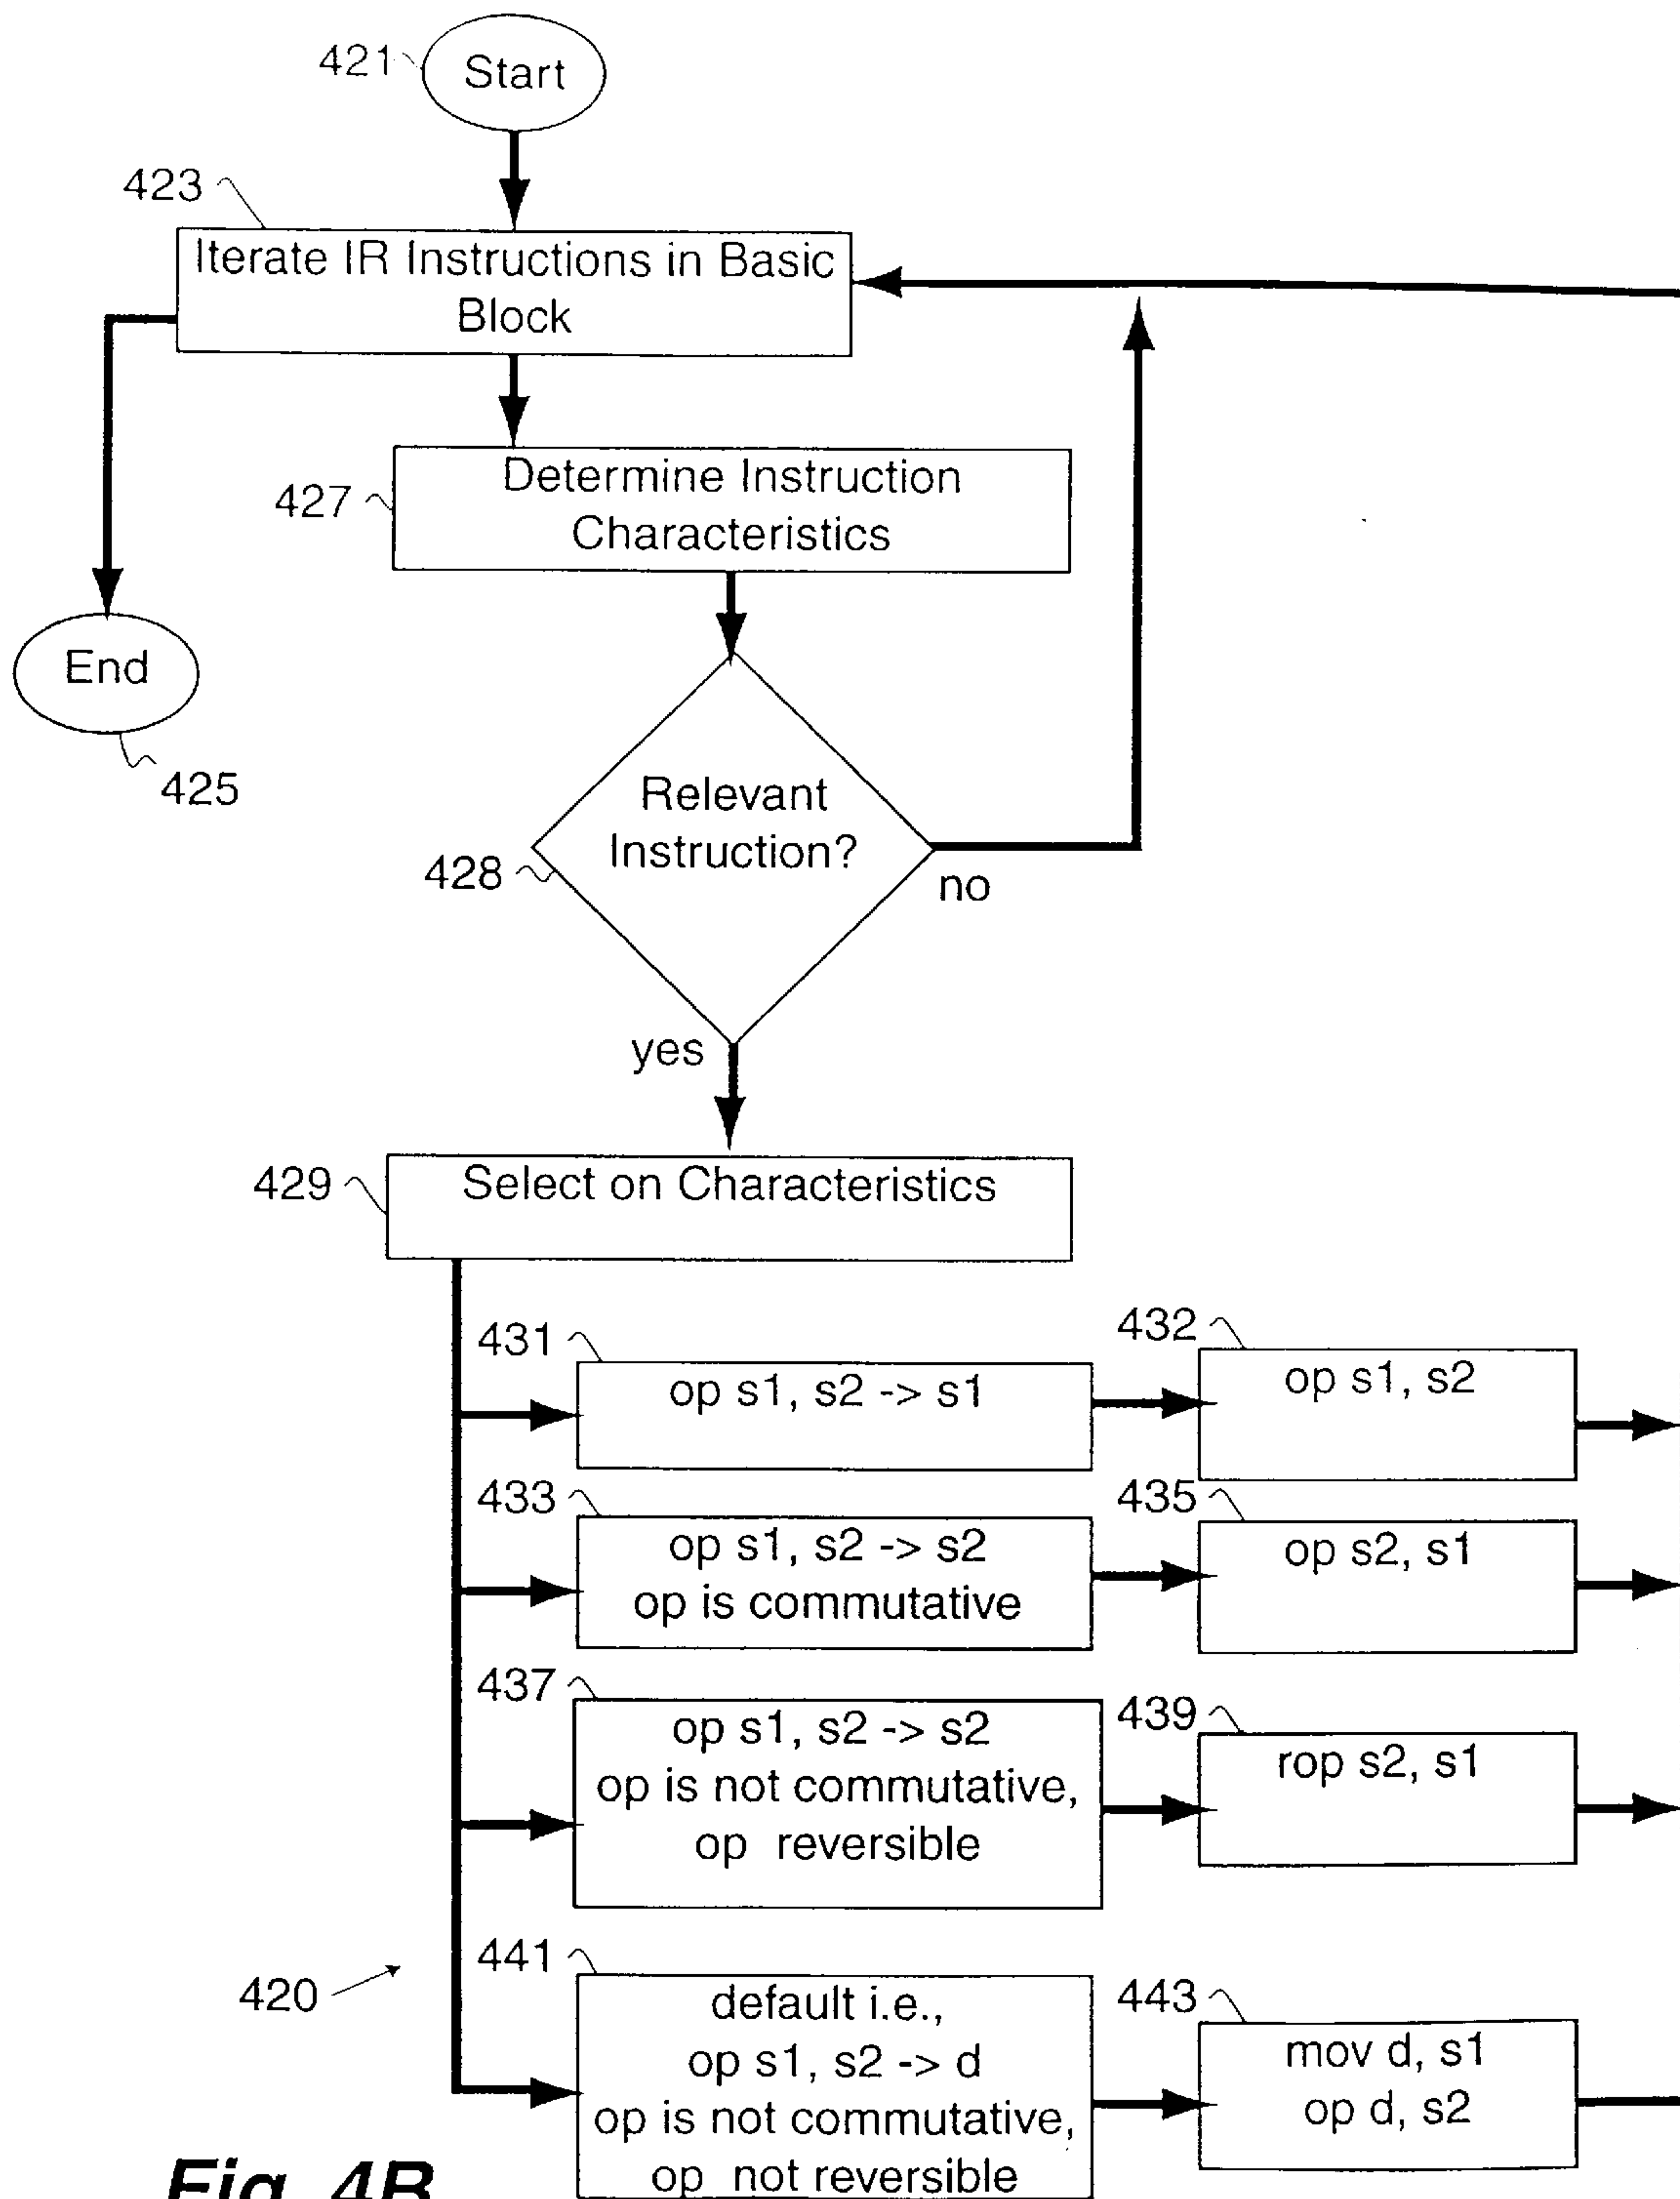 421
Start
423
Iterate IR Instructions in Basic
Block
427
Determine Instruction
Characteristics
End
425
Relevant
Instruction?
428
no
yes
429
Select on Characteristics
431
op s1, s2 -> s1
432
op s1, s2
433
op s1, s2 -> s2
op is commutative
435
op s2, s1
437
op s1, s2 -> s2
op is not commutative,
op reversible
439
rop s2, s1
420
441
default i.e.,
op s1, s2 -> d
op is not commutative,
op not reversible
443
mov d, s1
op d, s2
Fig. 4B